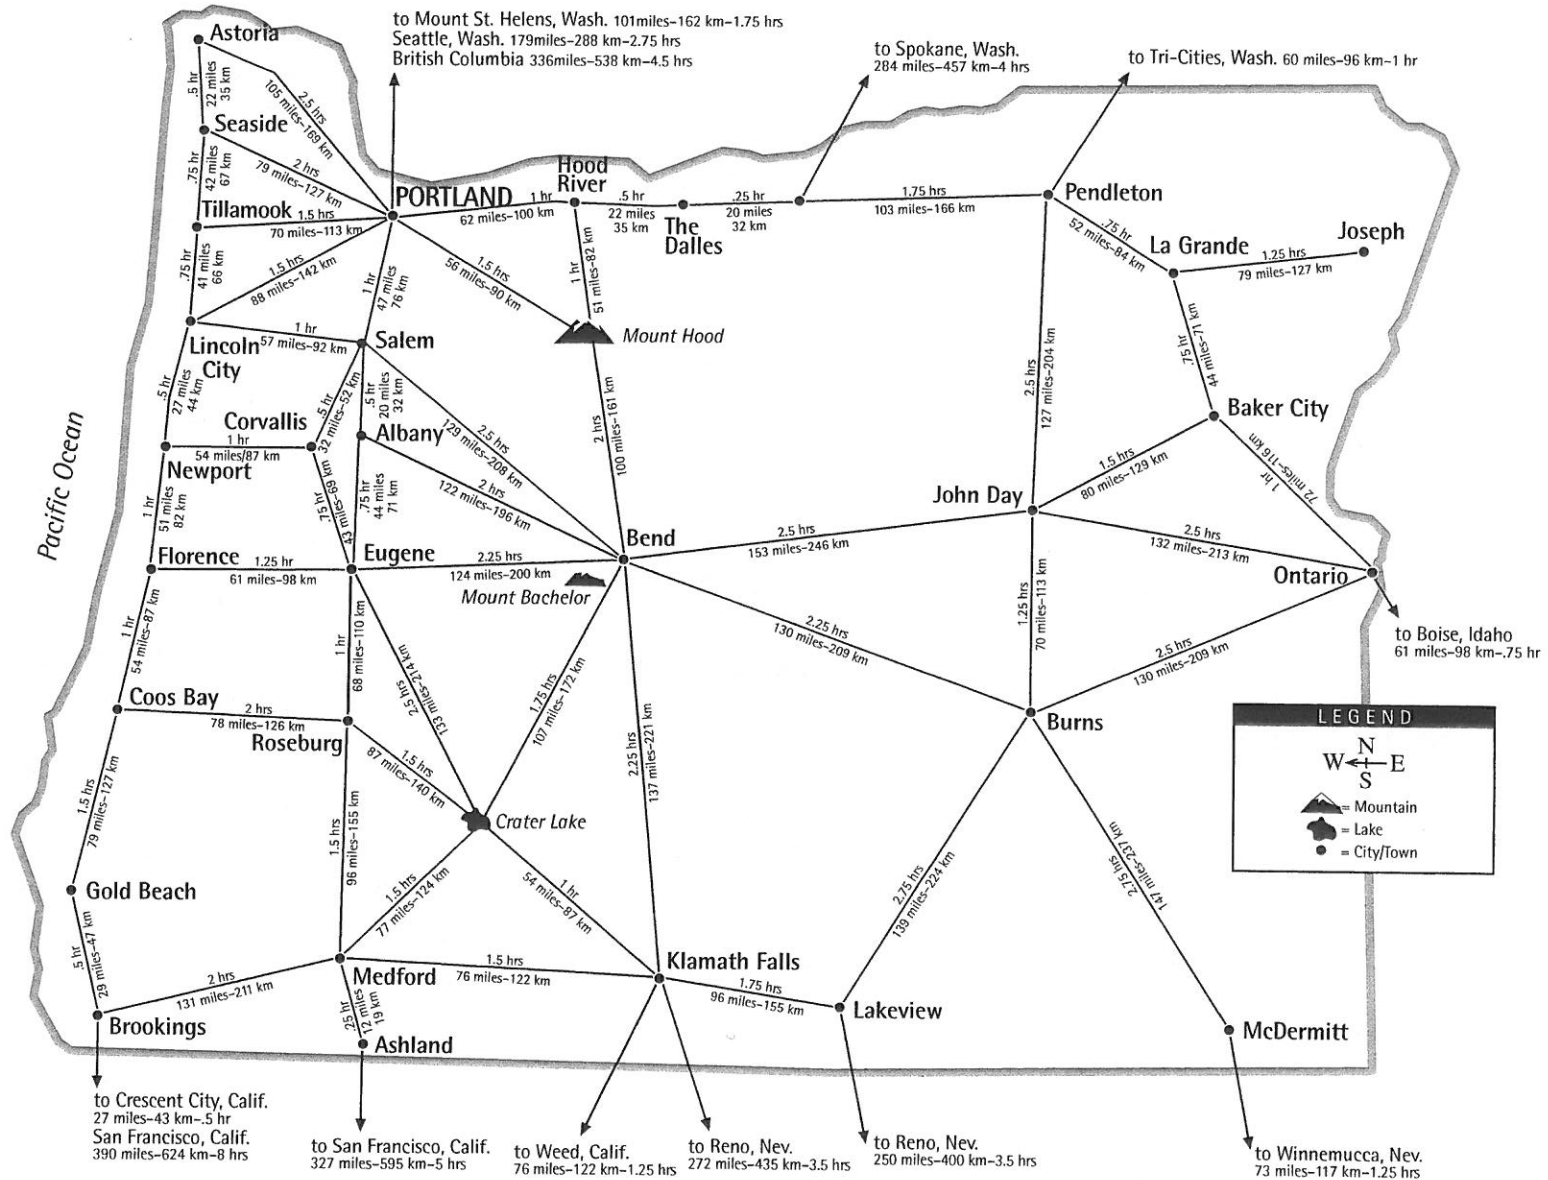 to Mount St. Helens, Wash. 101miles–162 km–1.75 hrs
Seattle, Wash. 179miles–288 km–2.75 hrs
British Columbia 336miles–538 km–4.5 hrs
to Spokane, Wash.
284 miles–457 km–4 hrs
to Tri-Cities, Wash. 60 miles–96 km–1 hr
Astoria
.5 hr
22 miles
35 km
2.5 hrs
105 miles–169 km
Seaside
.75 hr
42 miles
67 km
2 hrs
79 miles–127 km
Tillamook
1.5 hrs
70 miles–113 km
PORTLAND
1 hr
62 miles–100 km
Hood
River
.5 hr
22 miles
35 km
The
Dalles
.25 hr
20 miles
32 km
1.75 hrs
103 miles–166 km
Pendleton
.75 hr
52 miles–84 km
La Grande
1.25 hrs
79 miles–127 km
Joseph
.75 hr
41 miles
66 km
1.5 hrs
88 miles–142 km
1 hr
47 miles
76 km
1.5 hrs
56 miles–90 km
1 hr
51 miles–82 km
Mount Hood
Lincoln
City
1 hr
57 miles–92 km
Salem
.5 hr
27 miles
44 km
.5 hr
32 miles–52 km
.5 hr
20 miles
32 km
2.5 hrs
129 miles–208 km
2 hrs
100 miles–161 km
2.5 hrs
127 miles–204 km
.75 hr
44 miles–71 km
Baker City
Corvallis
1 hr
54 miles/87 km
Albany
Newport
2 hrs
122 miles–196 km
.75 hr
43 miles–69 km
.75 hr
44 miles
71 km
Pacific Ocean
1 hr
51 miles
82 km
John Day
1.5 hrs
80 miles–129 km
1 hr
72 miles–116 km
Florence
1.25 hr
61 miles–98 km
Eugene
2.25 hrs
124 miles–200 km
Bend
2.5 hrs
153 miles–246 km
2.5 hrs
132 miles–213 km
Ontario
Mount Bachelor
1.25 hrs
70 miles–113 km
to Boise, Idaho
61 miles–98 km–.75 hr
1 hr
54 miles–87 km
1 hr
68 miles–110 km
2.5 hrs
133 miles–214 km
1.75 hrs
107 miles–172 km
2.25 hrs
137 miles–221 km
2.25 hrs
130 miles–209 km
2.5 hrs
130 miles–209 km
Coos Bay
2 hrs
78 miles–126 km
Roseburg
Burns
1.5 hrs
87 miles–140 km
Crater Lake
LEGEND
N
W E
S
= Mountain
= Lake
= City/Town
1.5 hrs
79 miles–127 km
1.5 hrs
96 miles–155 km
1.5 hrs
77 miles–124 km
1 hr
54 miles–87 km
2.75 hrs
139 miles–224 km
2.75 hrs
147 miles–237 km
Gold Beach
.5 hr
29 miles–47 km
2 hrs
131 miles–211 km
Medford
1.5 hrs
76 miles–122 km
Klamath Falls
1.75 hrs
96 miles–155 km
Lakeview
McDermitt
Brookings
.25 hr
12 miles
19 km
Ashland
to Crescent City, Calif.
27 miles–43 km–.5 hr
San Francisco, Calif.
390 miles–624 km–8 hrs
to San Francisco, Calif.
327 miles–595 km–5 hrs
to Weed, Calif.
76 miles–122 km–1.25 hrs
to Reno, Nev.
272 miles–435 km–3.5 hrs
to Reno, Nev.
250 miles–400 km–3.5 hrs
to Winnemucca, Nev.
73 miles–117 km–1.25 hrs